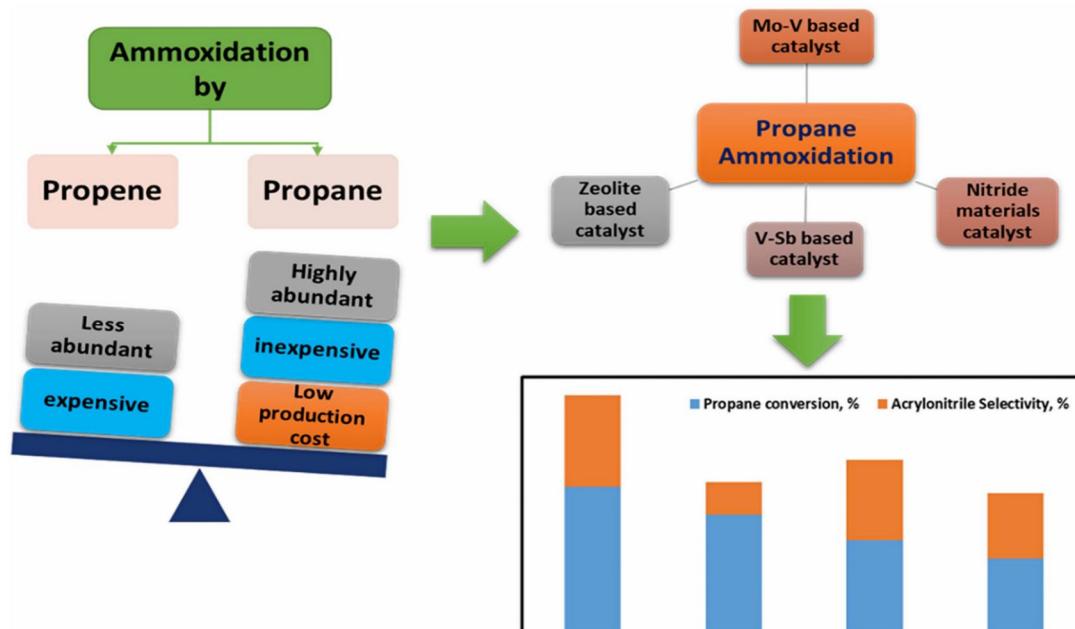 Ammoxidation
by
Propene
Propane
Less
abundant
expensive
Highly
abundant
inexpensive
Low
production
cost
Mo-V based
catalyst
Propane
Ammoxidation
Zeolite
based
catalyst
V-Sb based
catalyst
Nitride
materials
catalyst
Propane conversion, %
Acrylonitrile Selectivity, %